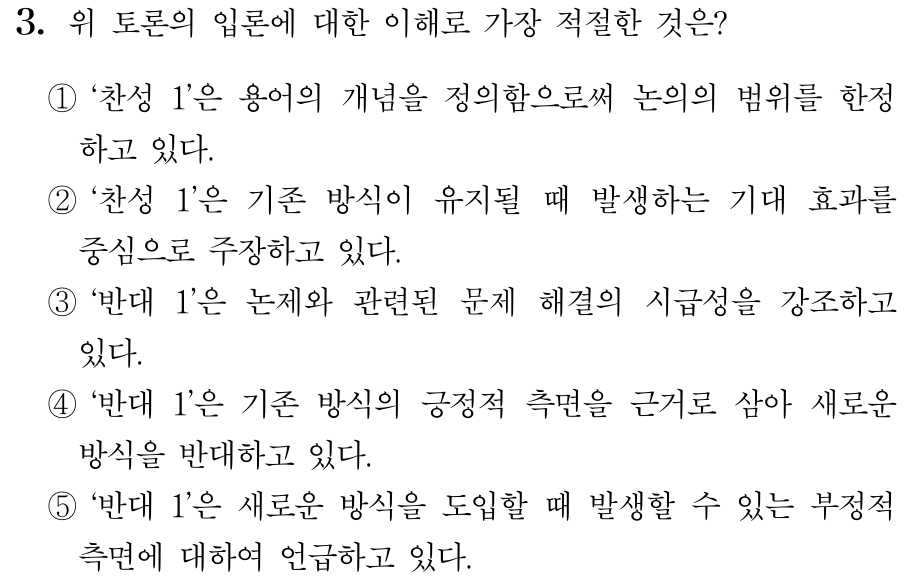 3. 위 토론의 입론에 대한 이해로 가장 적절한 것은?
① ‘찬성 1’은 용어의 개념을 정의함으로써 논의의 범위를 한정
하고 있다.
② ‘찬성 1’은 기존 방식이 유지될 때 발생하는 기대 효과를
중심으로 주장하고 있다.
③ ‘반대 1’은 논제와 관련된 문제 해결의 시급성을 강조하고
있다.
④ ‘반대 1’은 기존 방식의 긍정적 측면을 근거로 삼아 새로운
방식을 반대하고 있다.
⑤ ‘반대 1’은 새로운 방식을 도입할 때 발생할 수 있는 부정적
측면에 대하여 언급하고 있다.